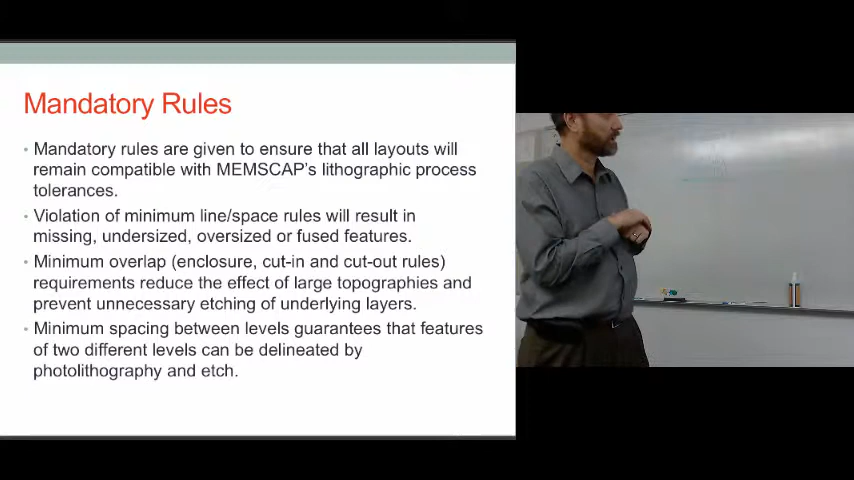 Mandatory Rules
• Mandatory rules are given to ensure that all layouts will
remain compatible with MEMSCAP's lithographic process
tolerances.
• Violation of minimum line/space rules will result in
missing, undersized, oversized or fused features.
• Minimum overlap (enclosure, cut-in and cut-out rules)
requirements reduce the effect of large topographies and
prevent unnecessary etching of underlying layers.
• Minimum spacing between levels guarantees that features
of two different levels can be delineated by
photolithography and etch.